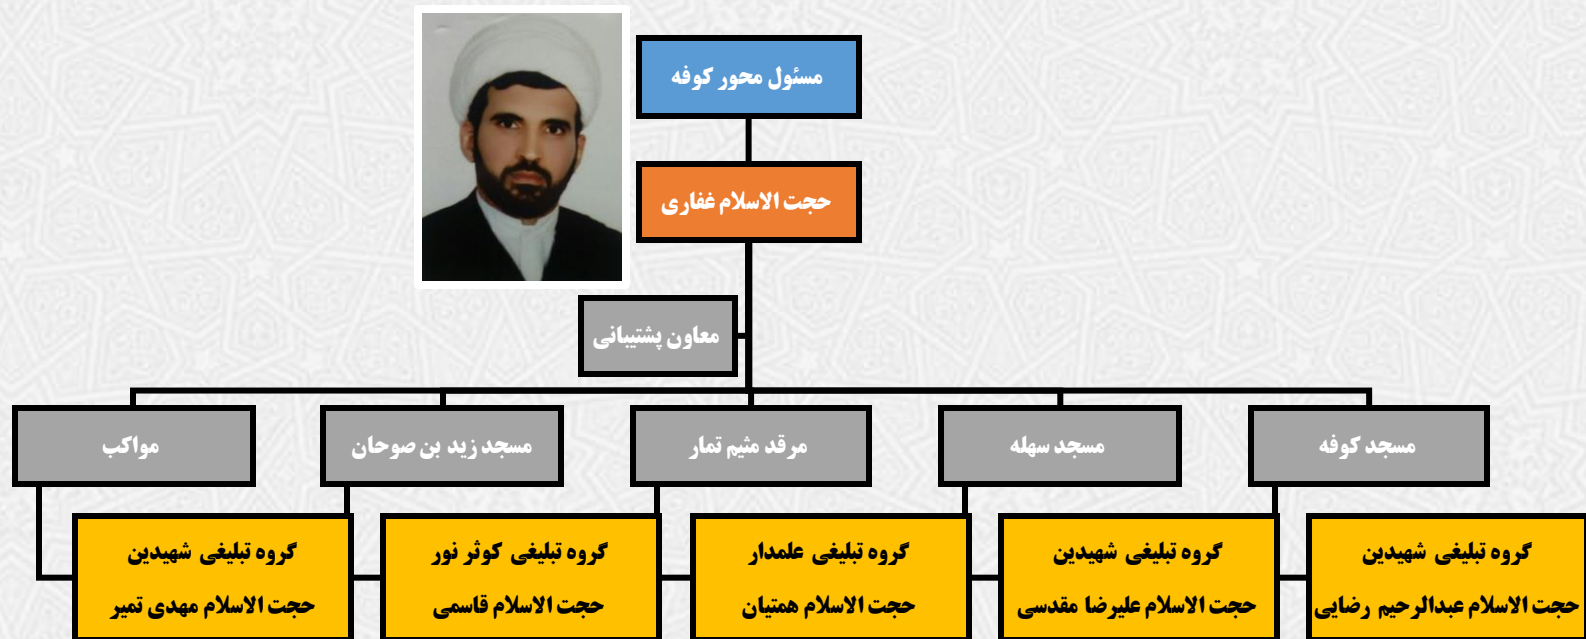 مسئول محور کوفه
حجت الاسلام غفاری
معاون پشتیبانی
مسجد کوفه
مسجد سهله
مرقد مثیم تمار
مسجد زید بن صوحان
مواکب
گروه تبلیغی شهیدین
حجت الاسلام عبدالرحیم رضایی
گروه تبلیغی شهیدین
حجت الاسلام علیرضا مقدسی
گروه تبلیغی علمدار
حجت الاسلام همتیان
گروه تبلیغی کوثر نور
حجت الاسلام قاسمی
گروه تبلیغی شهیدین
حجت الاسلام مهدی تمیر